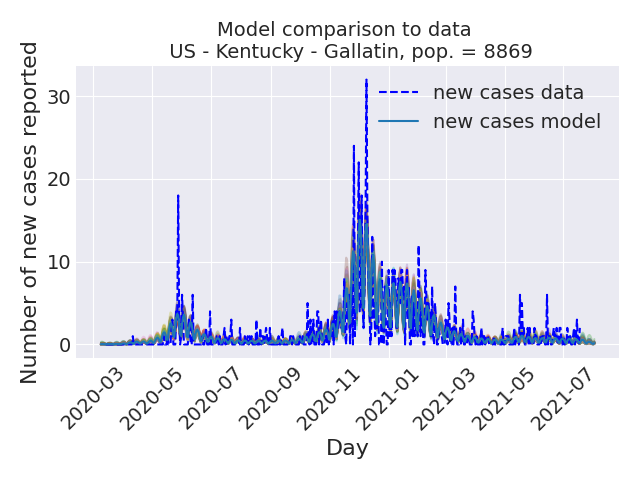 Model comparison to data
US - Kentucky - Gallatin, pop. = 8869
Number of new cases reported
30
20
10
0
new cases data
new cases model
2020-03
2020-05
2020-07
2020-09
2020-11
2021-01
2021-03
2021-05
2021-07
Day